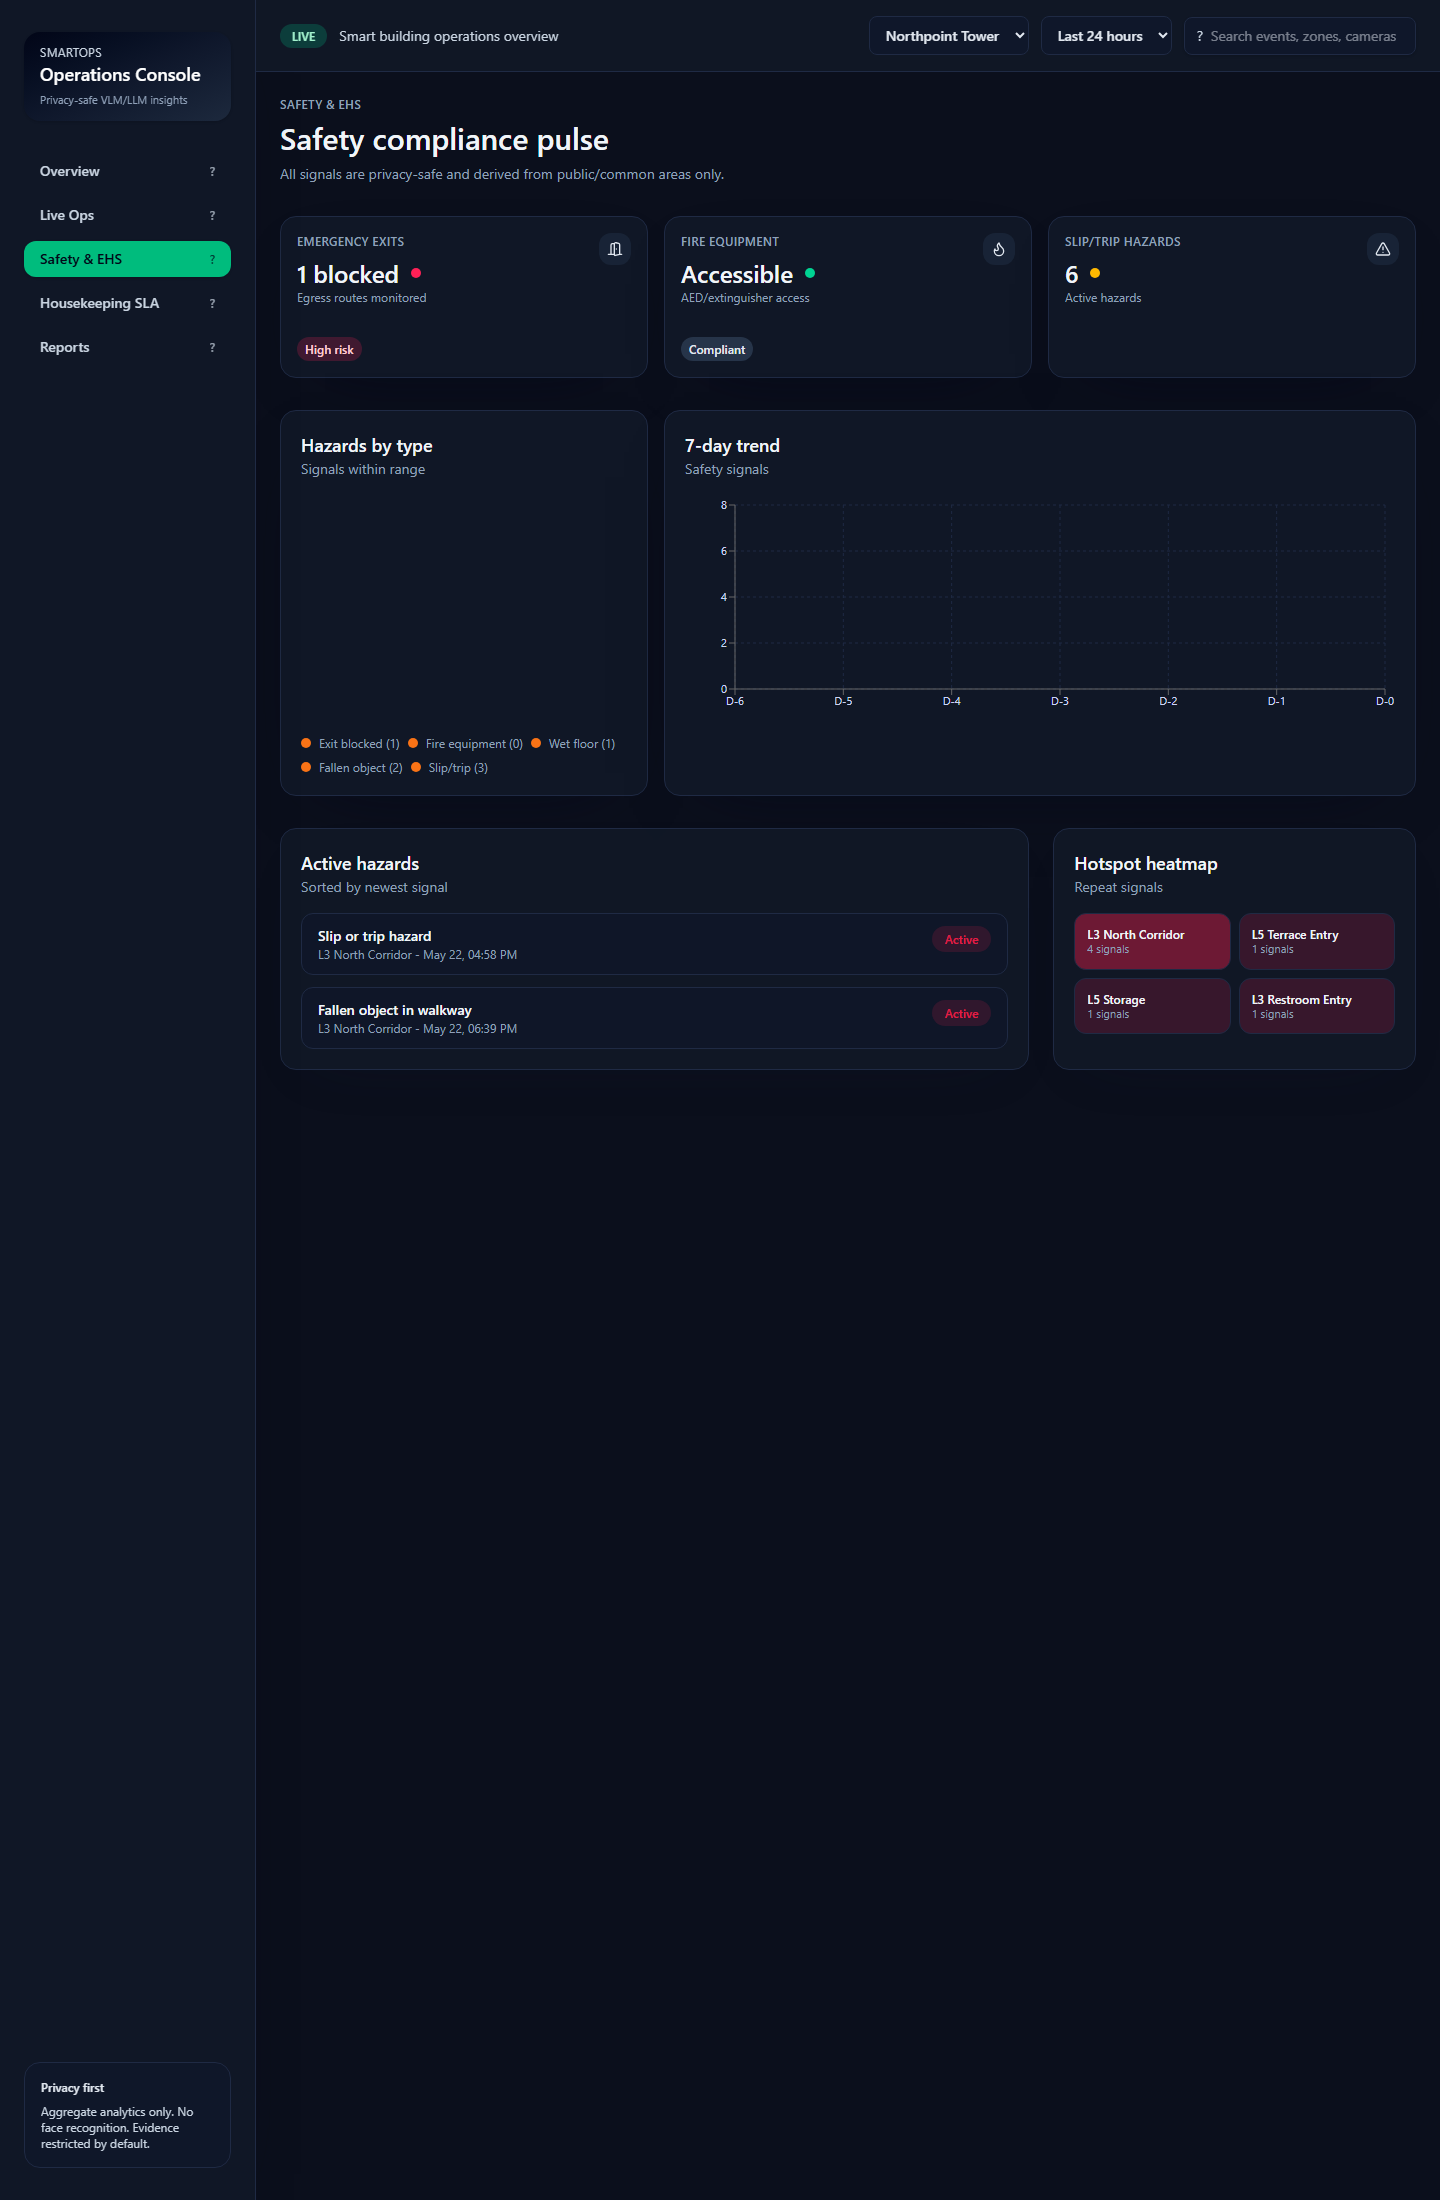 SMARTOPS
Operations Console
Privacy-safe VLM/LLM insights
Overview ?
Live Ops ?
Safety & EHS ?
Housekeeping SLA ?
Reports ?
Privacy first
Aggregate analytics only. No
face recognition. Evidence
restricted by default.
LIVE Smart building operations overview
Northpoint Tower
Last 24 hours
? Search events, zones, cameras
SAFETY & EHS
Safety compliance pulse
All signals are privacy-safe and derived from public/common areas only.
EMERGENCY EXITS
1 blocked
Egress routes monitored
High risk
FIRE EQUIPMENT
Accessible
AED/extinguisher access
Compliant
SLIP/TRIP HAZARDS
6
Active hazards
Hazards by type
Signals within range
Exit blocked (1) Fire equipment (0) Wet floor (1)
Fallen object (2) Slip/trip (3)
7-day trend
Safety signals
8
6
4
2
0
D-6 D-5 D-4 D-3 D-2 D-1 D-0
Active hazards
Sorted by newest signal
Slip or trip hazard
L3 North Corridor - May 22, 04:58 PM
Active
Fallen object in walkway
L3 North Corridor - May 22, 06:39 PM
Active
Hotspot heatmap
Repeat signals
L3 North Corridor
4 signals
L5 Terrace Entry
1 signals
L5 Storage
1 signals
L3 Restroom Entry
1 signals